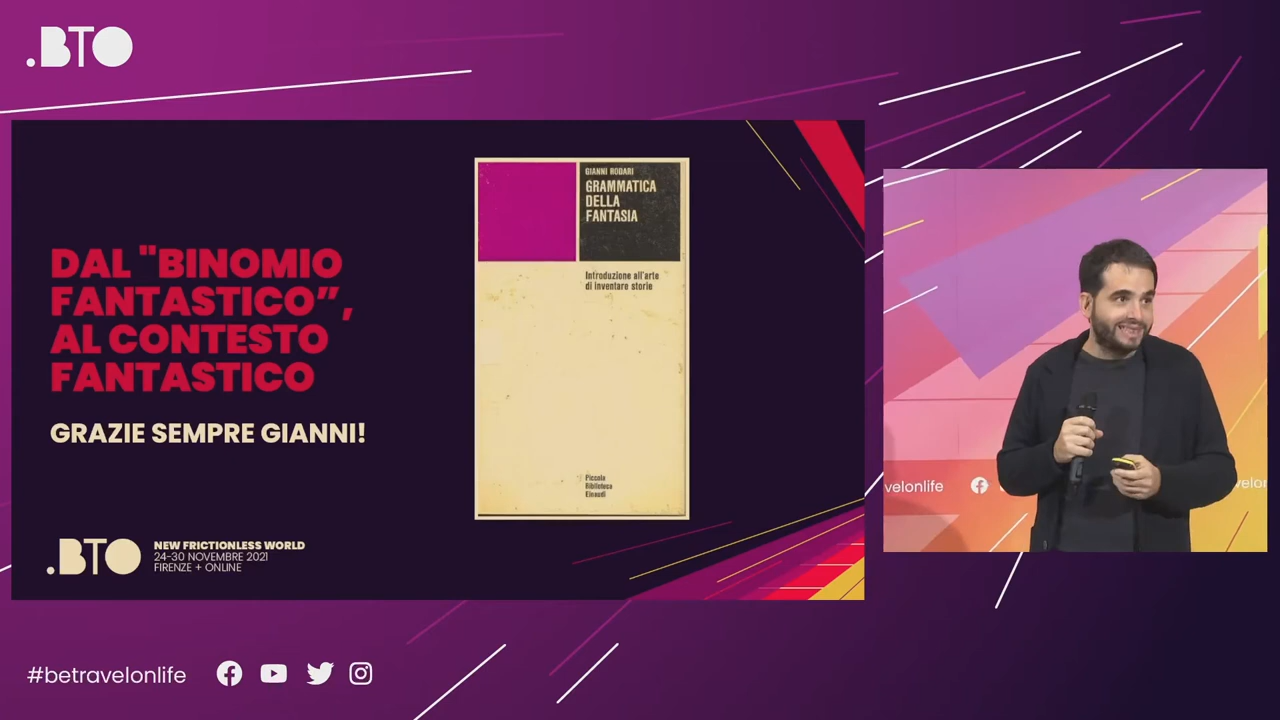 .BTO
DAL "BINOMIO
FANTASTICO”,
AL CONTESTO
FANTASTICO
GRAZIE SEMPRE GIANNI!
GIANNI RODARI
GRAMMATICA
DELLA
FANTASIA
Introduzione all'arte
di inventare storie
Piccola
Biblioteca
Einaudi
.BTO
NEW FRICTIONLESS WORLD
24-30 NOVEMBRE 2021
FIRENZE + ONLINE
velonlife
velon
#betravelonlife